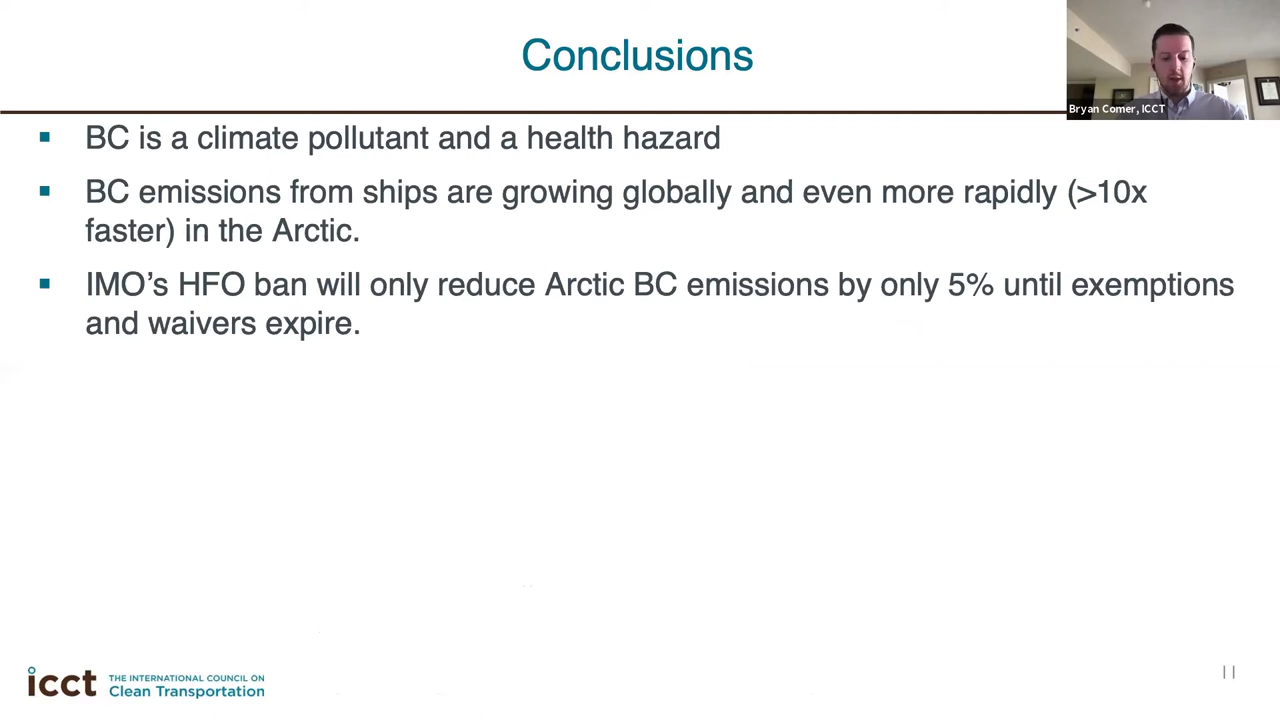 Conclusions
Bryan Comer, ICCT
▪ BC is a climate pollutant and a health hazard
▪ BC emissions from ships are growing globally and even more rapidly (>10x
faster) in the Arctic.
▪ IMO’s HFO ban will only reduce Arctic BC emissions by only 5% until exemptions
and waivers expire.
icct THE INTERNATIONAL COUNCIL ON
Clean Transportation
11